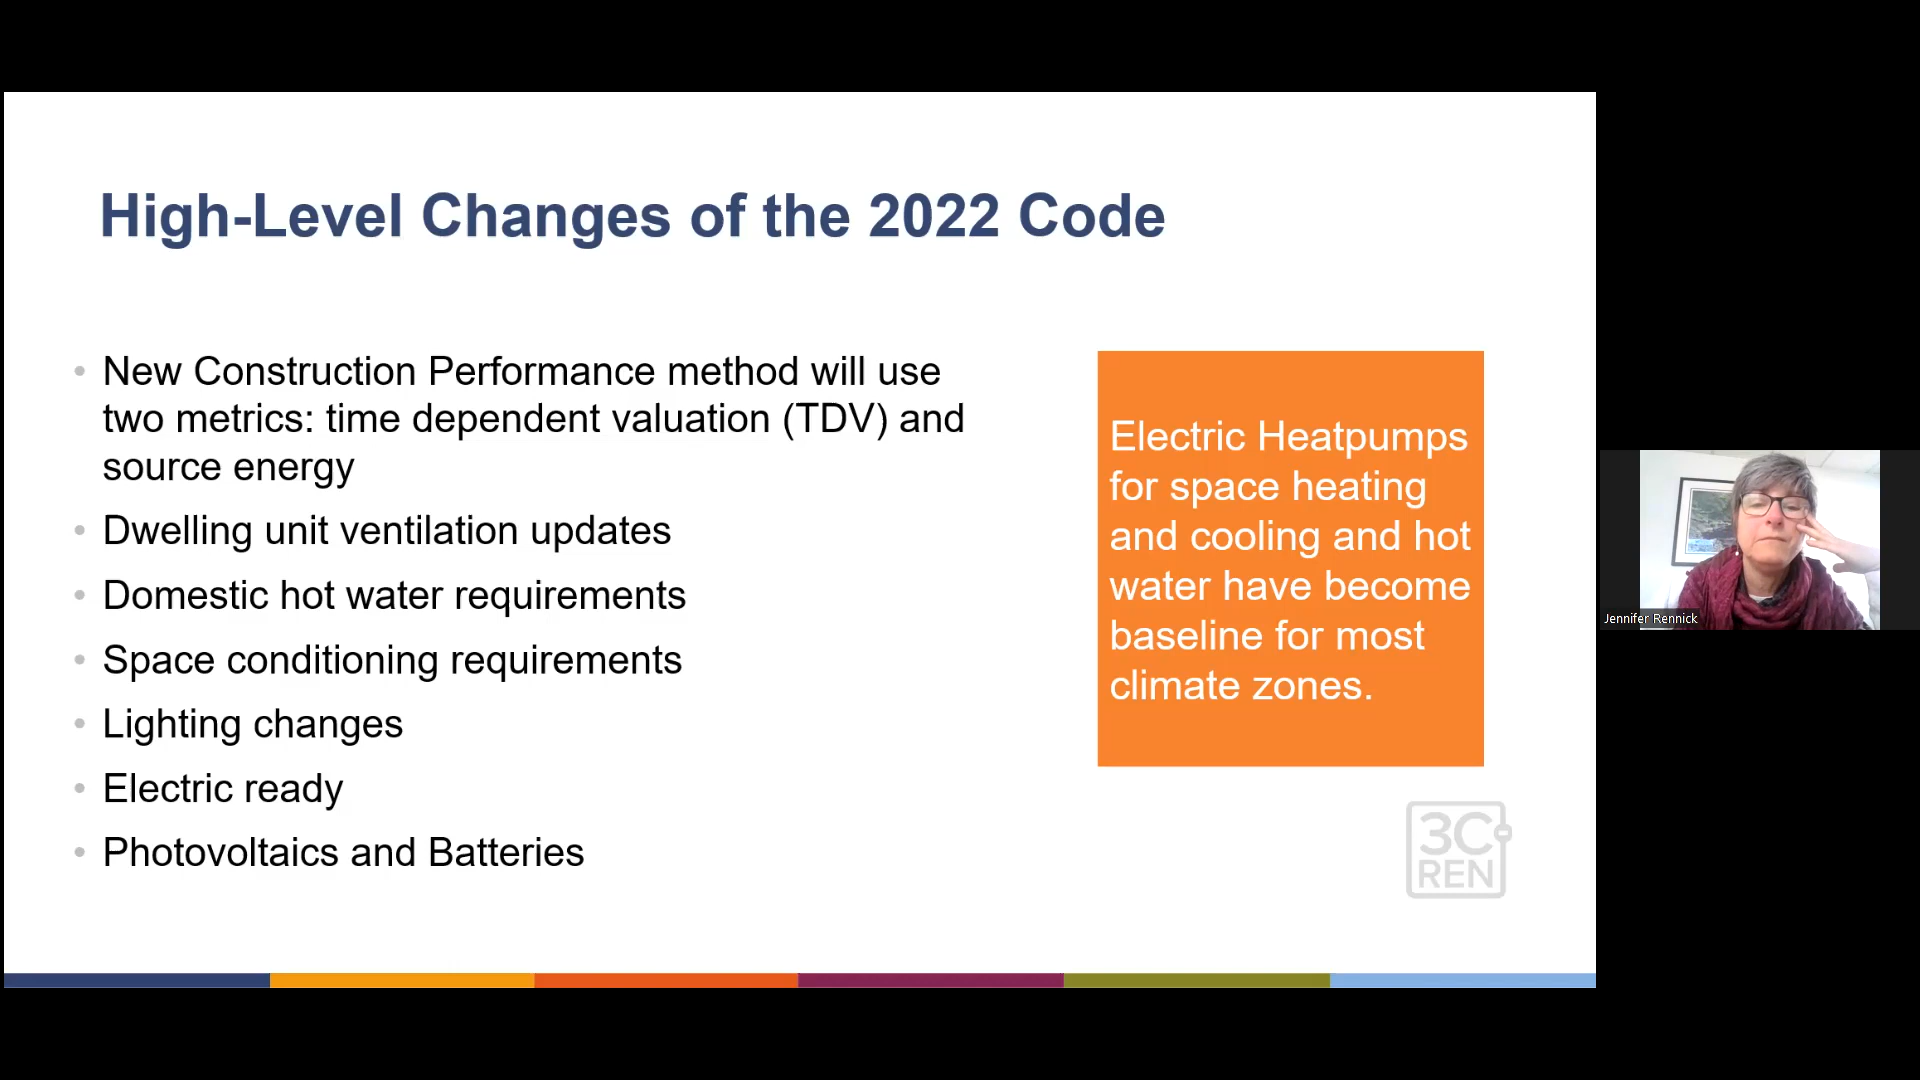 High-Level Changes of the 2022 Code
• New Construction Performance method will use
two metrics: time dependent valuation (TDV) and
source energy
• Dwelling unit ventilation updates
• Domestic hot water requirements
• Space conditioning requirements
• Lighting changes
• Electric ready
• Photovoltaics and Batteries
Electric Heatpumps
for space heating
and cooling and hot
water have become
baseline for most
climate zones.
3C
REN
Jennifer Rennick